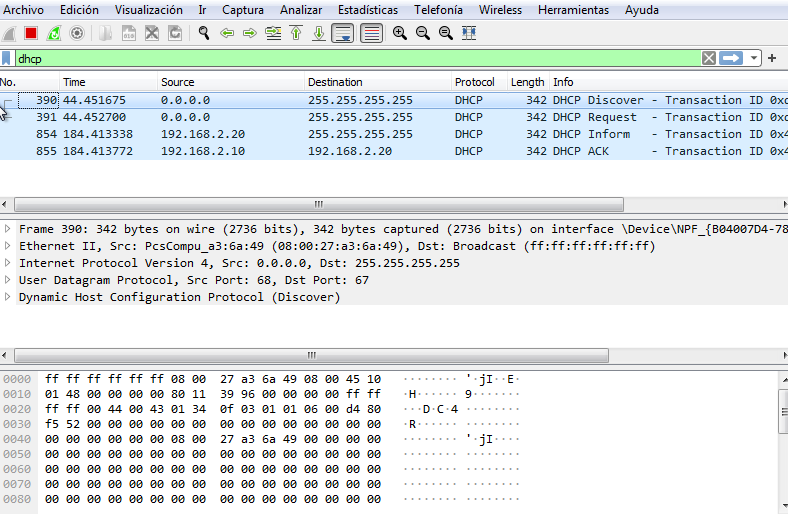 Archivo Edición Visualización Ir Captura Analizar Estadísticas Telefonía Wireless Herramientas Ayuda
dhcp
No. Time Source Destination Protocol Length Info
390 44.451675 0.0.0.0 255.255.255.255 DHCP 342 DHCP Discover - Transaction ID 0xd
391 44.452700 0.0.0.0 255.255.255.255 DHCP 342 DHCP Request - Transaction ID 0xd
854 184.413338 192.168.2.20 255.255.255.255 DHCP 342 DHCP Inform - Transaction ID 0x4
855 184.413772 192.168.2.10 192.168.2.20 DHCP 342 DHCP ACK - Transaction ID 0x4
Frame 390: 342 bytes on wire (2736 bits), 342 bytes captured (2736 bits) on interface \Device\NPF_{B04007D4-78
Ethernet II, Src: PcsCompu_a3:6a:49 (08:00:27:a3:6a:49), Dst: Broadcast (ff:ff:ff:ff:ff:ff)
Internet Protocol Version 4, Src: 0.0.0.0, Dst: 255.255.255.255
User Datagram Protocol, Src Port: 68, Dst Port: 67
Dynamic Host Configuration Protocol (Discover)
0000 ff ff ff ff ff ff 08 00 27 a3 6a 49 08 00 45 10 ········ '·jI··E·
0010 01 48 00 00 00 00 80 11 39 96 00 00 00 00 ff ff ·H······ 9·······
0020 ff ff 00 44 00 43 01 34 0f 03 01 01 06 00 d4 80 ···D·C·4 ········
0030 f5 52 00 00 00 00 00 00 00 00 00 00 00 00 00 00 ·R······ ········
0040 00 00 00 00 00 00 08 00 27 a3 6a 49 00 00 00 00 ········ '·jI····
0050 00 00 00 00 00 00 00 00 00 00 00 00 00 00 00 00 ········ ········
0060 00 00 00 00 00 00 00 00 00 00 00 00 00 00 00 00 ········ ········
0070 00 00 00 00 00 00 00 00 00 00 00 00 00 00 00 00 ········ ········
0080 00 00 00 00 00 00 00 00 00 00 00 00 00 00 00 00 ········ ········